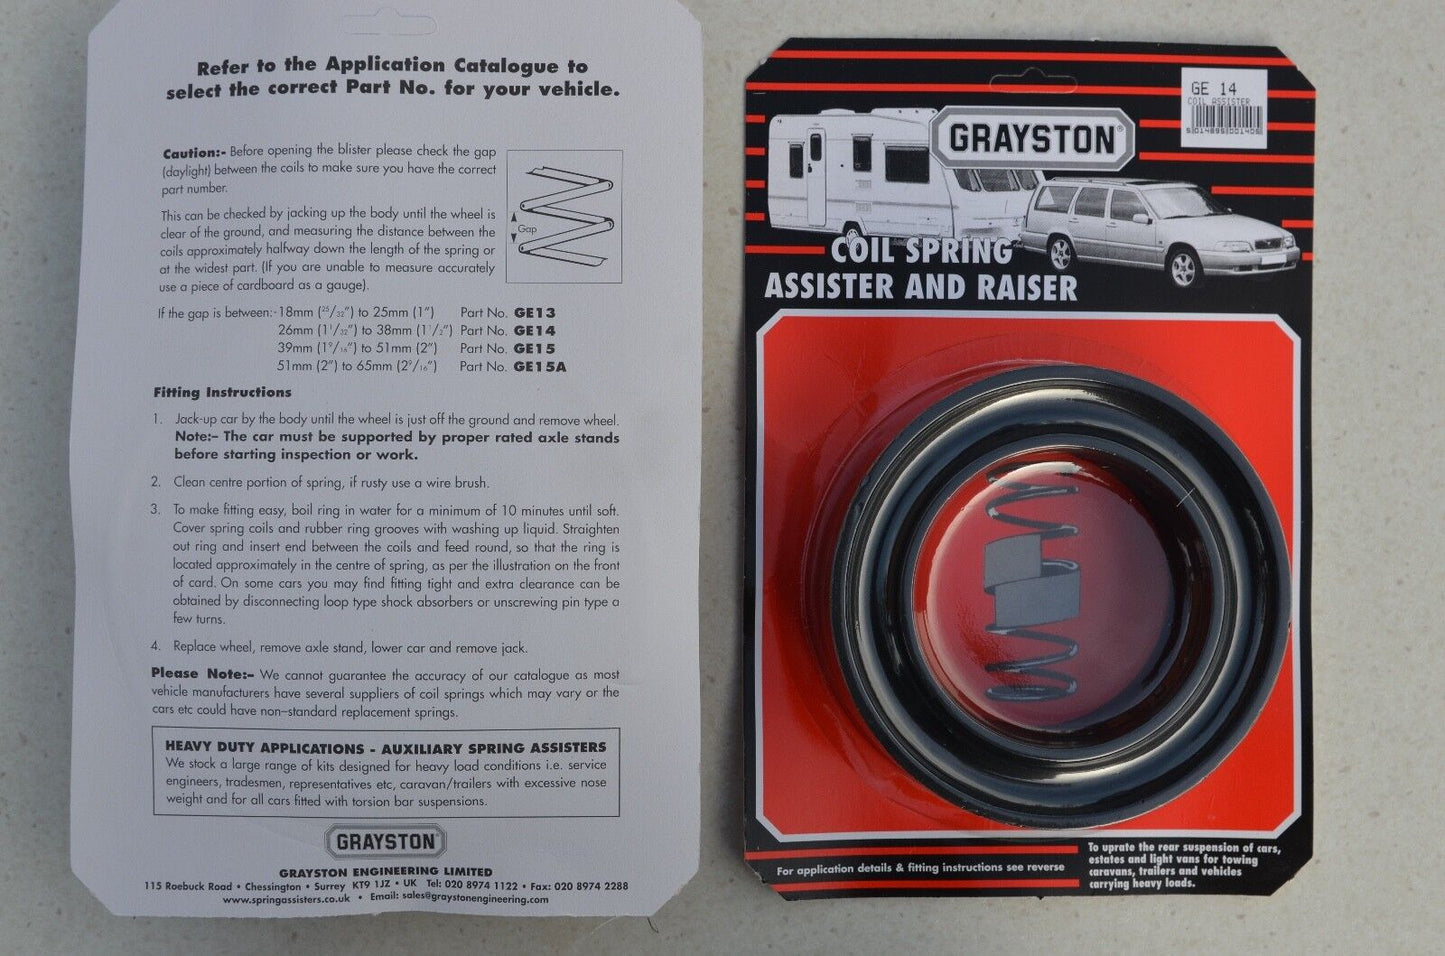 Refer to the Application Catalogue to
select the correct Part No. for your vehicle.
Caution:- Before opening the blister please check the gap
(daylight) between the coils to make sure you have the correct
part number.
This can be checked by jacking up the body until the wheel is
clear of the ground, and measuring the distance between the
coils approximately halfway down the length of the spring or
at the widest part. (If you are unable to measure accurately
use a piece of cardboard as a gauge).
Gap
If the gap is between:- 18mm (25/32") to 25mm (1") Part No. GE13
26mm (1 1/32") to 38mm (1 1/2") Part No. GE14
39mm (1 9/16") to 51mm (2") Part No. GE15
51mm (2") to 65mm (2 9/16") Part No. GE15A
Fitting Instructions
1. Jack-up car by the body until the wheel is just off the ground and remove wheel.
Note:- The car must be supported by proper rated axle stands
before starting inspection or work.
2. Clean centre portion of spring, if rusty use a wire brush.
3. To make fitting easy, boil ring in water for a minimum of 10 minutes until soft.
Cover spring coils and rubber ring grooves with washing up liquid. Straighten
out ring and insert end between the coils and feed round, so that the ring is
located approximately in the centre of spring, as per the illustration on the front
of card. On some cars you may find fitting tight and extra clearance can be
obtained by disconnecting loop type shock absorbers or unscrewing pin type a
few turns.
4. Replace wheel, remove axle stand, lower car and remove jack.
Please Note:- We cannot guarantee the accuracy of our catalogue as most
vehicle manufacturers have several suppliers of coil springs which may vary or the
cars etc could have non-standard replacement springs.
HEAVY DUTY APPLICATIONS - AUXILIARY SPRING ASSISTERS
We stock a large range of kits designed for heavy load conditions i.e. service
engineers, tradesmen, representatives etc, caravan/trailers with excessive nose
weight and for all cars fitted with torsion bar suspensions.
GRAYSTON®
GRAYSTON ENGINEERING LIMITED
115 Roebuck Road • Chessington • Surrey KT9 1JZ • UK Tel: 020 8974 1122 • Fax: 020 8974 2288
www.springassisters.co.uk • Email: sales@graystonengineering.com
GE 14
COIL ASSISTER
5 014895 001405
GRAYSTON®
COIL SPRING
ASSISTER AND RAISER
For application details & fitting instructions see reverse
To uprate the rear suspension of cars,
estates and light vans for towing
caravans, trailers and vehicles
carrying heavy loads.